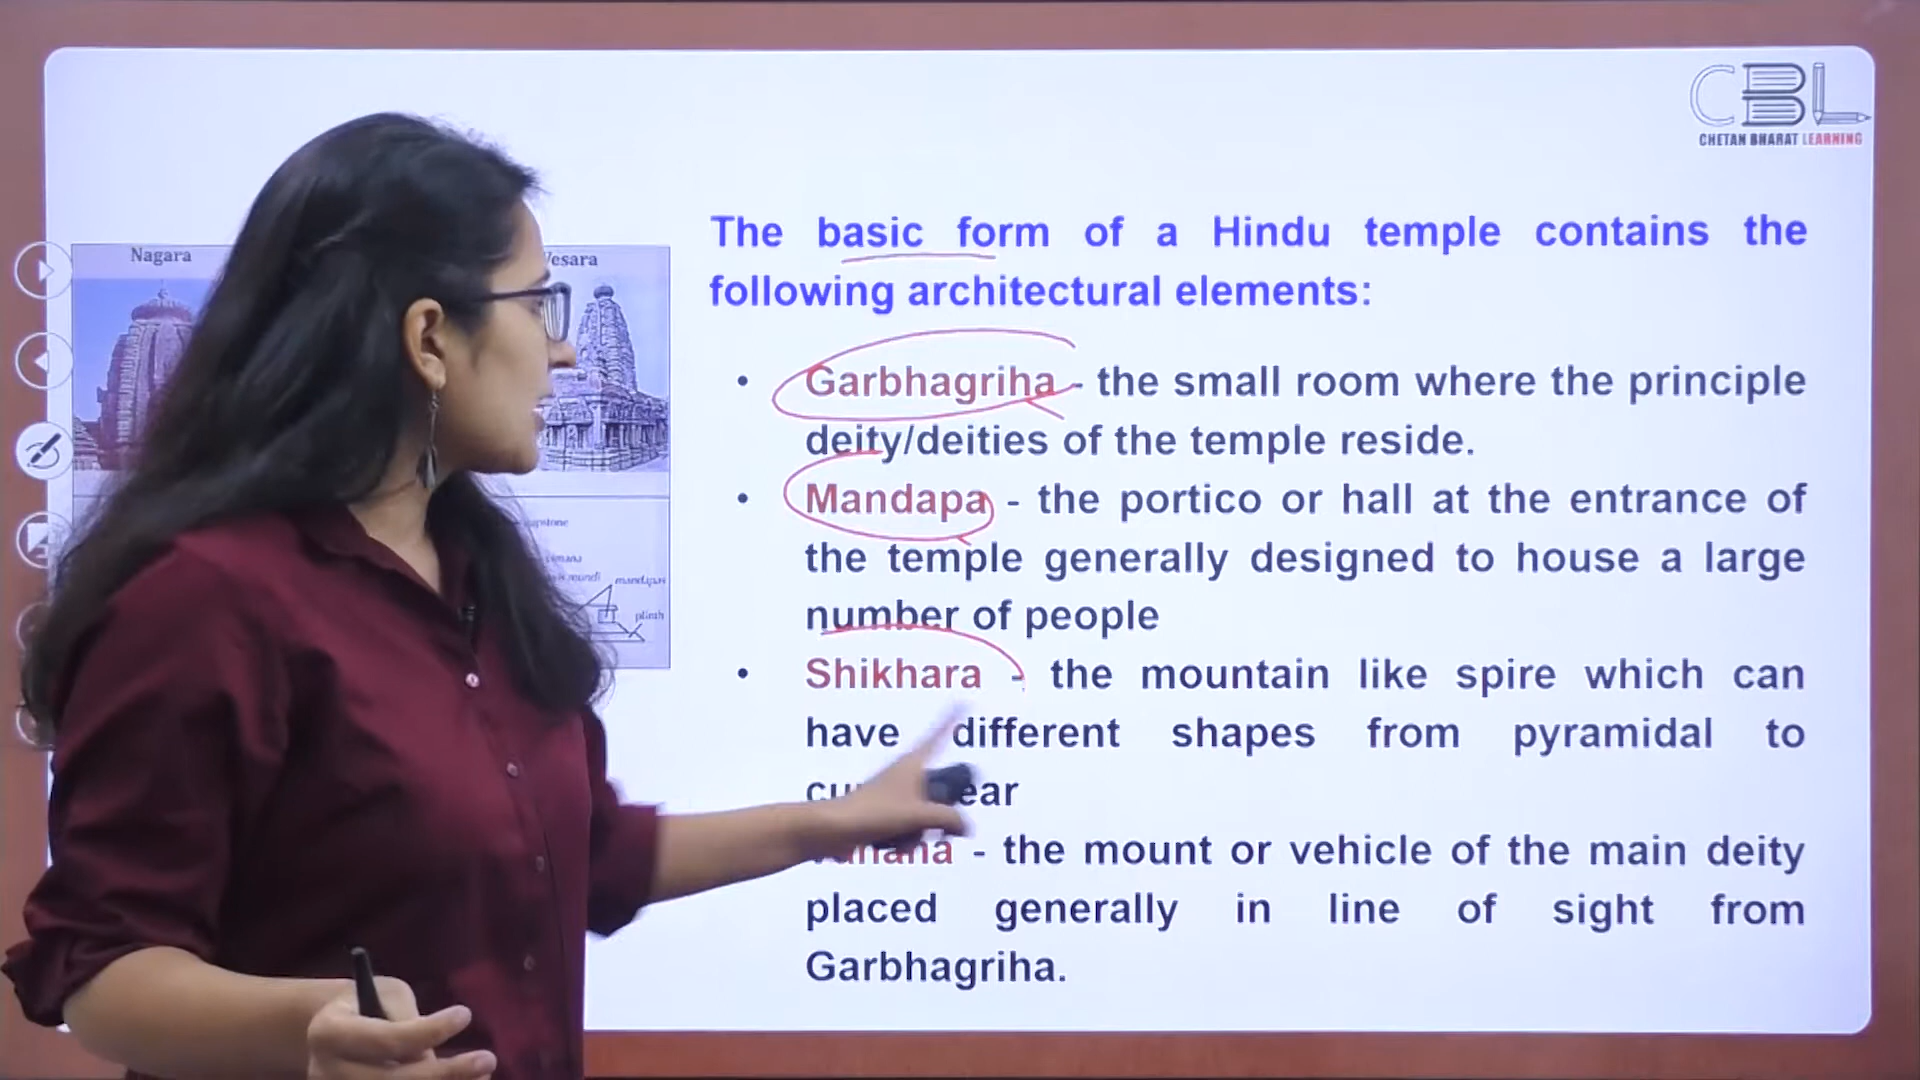 CBL
CHETAN BHARAT LEARNING
Nagara
The basic form of a Hindu temple contains the
following architectural elements:
• Garbhagriha - the small room where the principle
deity/deities of the temple reside.
• Mandapa - the portico or hall at the entrance of
the temple generally designed to house a large
number of people
• Shikhara - the mountain like spire which can
have different shapes from pyramidal to
- the mount or vehicle of the main deity
placed generally in line of sight from
Garbhagriha.
mandapas
plinth